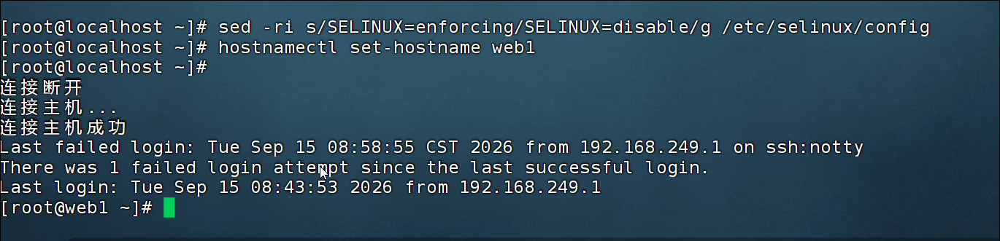 [root@localhost ~]# sed -ri s/SELINUX=enforcing/SELINUX=disable/g /etc/selinux/config
[root@localhost ~]# hostnamectl set-hostname web1
[root@localhost ~]#
连接断开
连接主机...
连接主机成功
Last failed login: Tue Sep 15 08:58:55 CST 2026 from 192.168.249.1 on ssh:notty
There was 1 failed login attempt since the last successful login.
Last login: Tue Sep 15 08:43:53 2026 from 192.168.249.1
[root@web1 ~]#